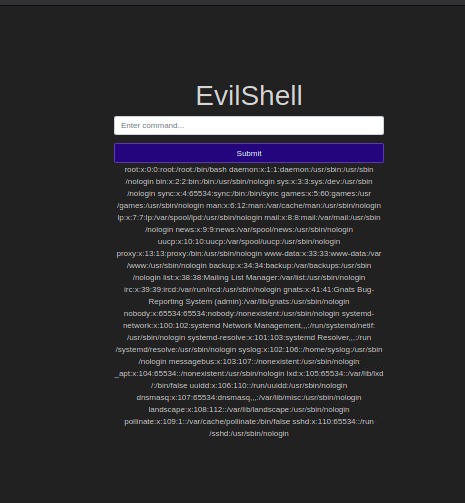 EvilShell
Enter command...
Submit
root:x:0:0:root:/root:/bin/bash daemon:x:1:1:daemon:/usr/sbin:/usr/sbin
/nologin bin:x:2:2:bin:/bin:/usr/sbin/nologin sys:x:3:3:sys:/dev:/usr/sbin
/nologin sync:x:4:65534:sync:/bin:/bin/sync games:x:5:60:games:/usr
/games:/usr/sbin/nologin man:x:6:12:man:/var/cache/man:/usr/sbin/nologin
lp:x:7:7:lp:/var/spool/lpd:/usr/sbin/nologin mail:x:8:8:mail:/var/mail:/usr/sbin
/nologin news:x:9:9:news:/var/spool/news:/usr/sbin/nologin
uucp:x:10:10:uucp:/var/spool/uucp:/usr/sbin/nologin
proxy:x:13:13:proxy:/bin:/usr/sbin/nologin www-data:x:33:33:www-data:/var
/www:/usr/sbin/nologin backup:x:34:34:backup:/var/backups:/usr/sbin
/nologin list:x:38:38:Mailing List Manager:/var/list:/usr/sbin/nologin
irc:x:39:39:ircd:/var/run/ircd:/usr/sbin/nologin gnats:x:41:41:Gnats Bug-
Reporting System (admin):/var/lib/gnats:/usr/sbin/nologin
nobody:x:65534:65534:nobody:/nonexistent:/usr/sbin/nologin systemd-
network:x:100:102:systemd Network Management,,,:/run/systemd/netif:
/usr/sbin/nologin systemd-resolve:x:101:103:systemd Resolver,,,:/run
/systemd/resolve:/usr/sbin/nologin syslog:x:102:106::/home/syslog:/usr/sbin
/nologin messagebus:x:103:107::/nonexistent:/usr/sbin/nologin
_apt:x:104:65534::/nonexistent:/usr/sbin/nologin lxd:x:105:65534::/var/lib/lxd
/:/bin/false uuidd:x:106:110::/run/uuidd:/usr/sbin/nologin
dnsmasq:x:107:65534:dnsmasq,,,:/var/lib/misc:/usr/sbin/nologin
landscape:x:108:112::/var/lib/landscape:/usr/sbin/nologin
pollinate:x:109:1::/var/cache/pollinate:/bin/false sshd:x:110:65534::/run
/sshd:/usr/sbin/nologin